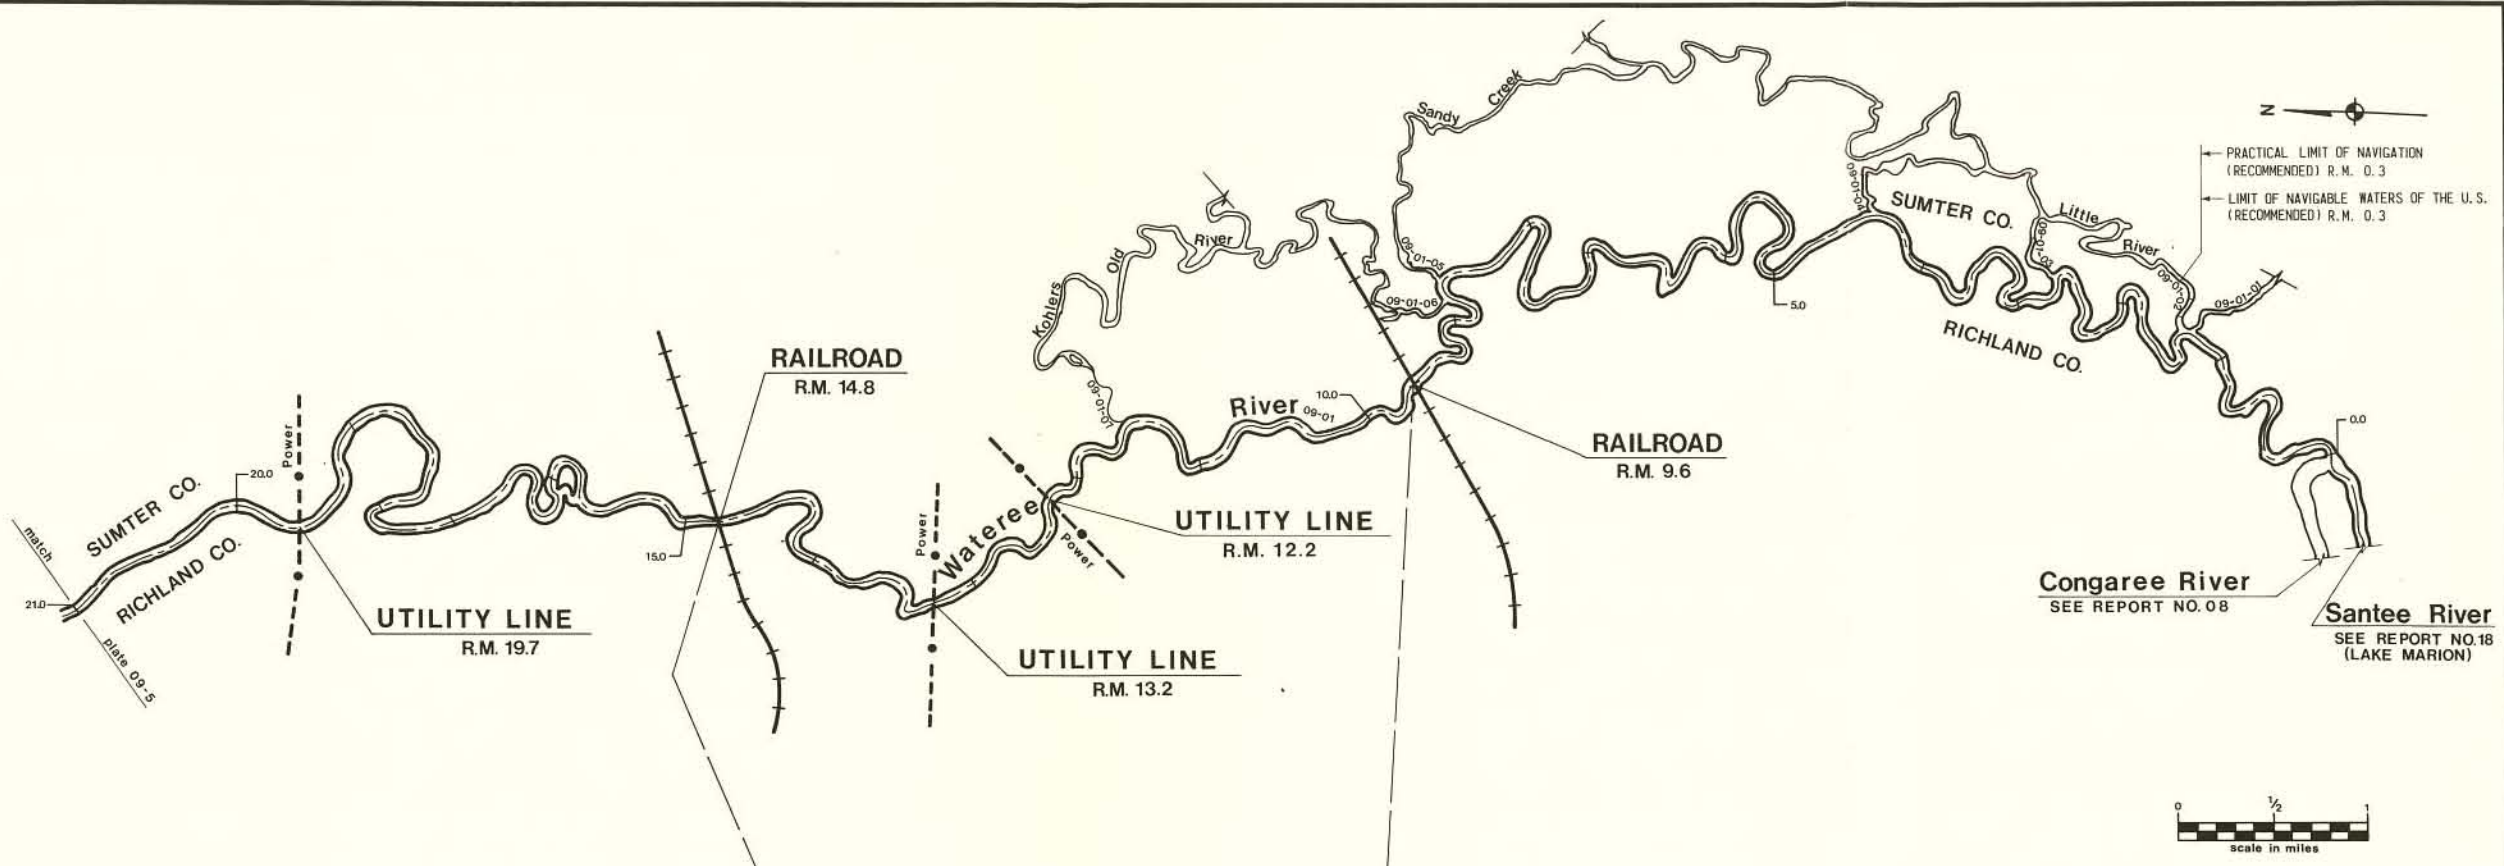 Sandy
Creek
N
PRACTICAL LIMIT OF NAVIGATION
(RECOMMENDED) R.M. 0.3
LIMIT OF NAVIGABLE WATERS OF THE U.S.
(RECOMMENDED) R.M. 0.3
09-01-04
SUMTER CO.
Little
River
09-01-03
09-01-02
09-01-01
Kohlers
Old
River
09-01-05
09-01-06
5.0
RICHLAND CO.
RAILROAD
R.M. 14.8
09-01-07
River
09-01
10.0
0.0
RAILROAD
R.M. 9.6
Power
20.0
SUMTER CO.
match
RICHLAND CO.
21.0
plate 09-5
15.0
Power
Wateree
Power
UTILITY LINE
R.M. 12.2
UTILITY LINE
R.M. 19.7
UTILITY LINE
R.M. 13.2
Congaree River
SEE REPORT NO. 08
Santee River
SEE REPORT NO. 18
(LAKE MARION)
0 1/2 1
scale in miles